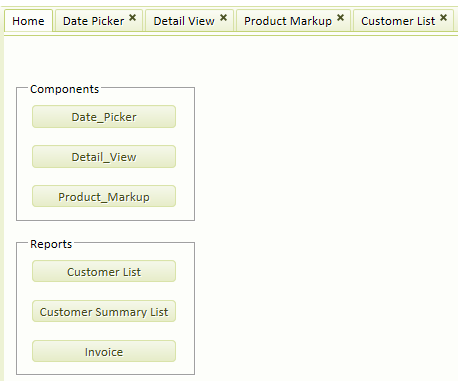 Home Date Picker × Detail View × Product Markup × Customer List ×
Components
Date_Picker
Detail_View
Product_Markup
Reports
Customer List
Customer Summary List
Invoice